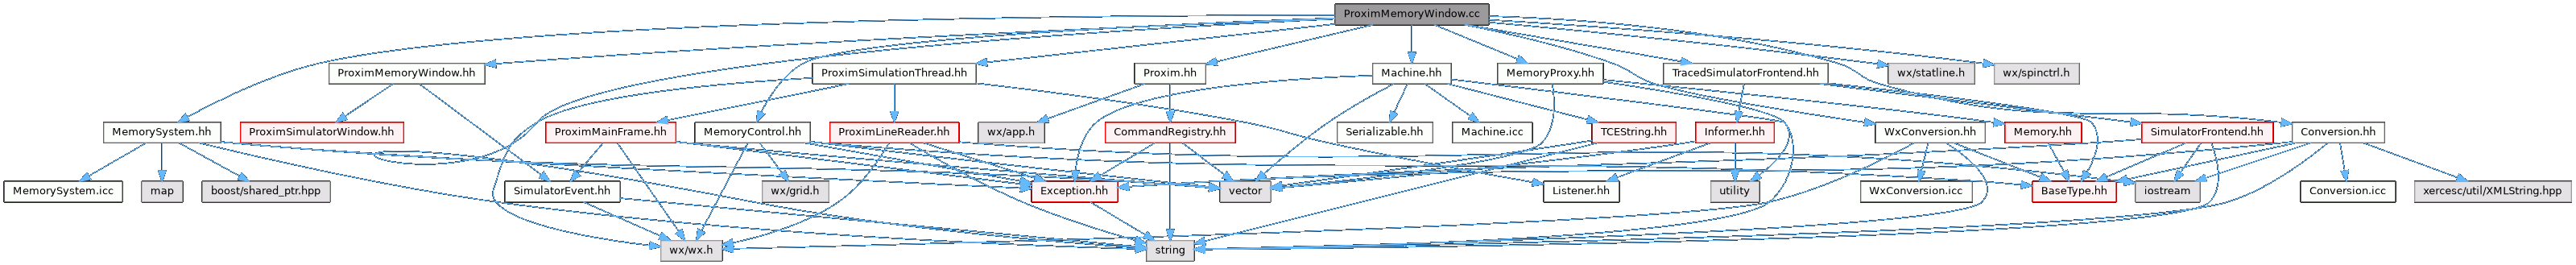 ProximMemoryWindow.cc
ProximMemoryWindow.hh
ProximSimulationThread.hh
Proxim.hh
Machine.hh
MemoryProxy.hh
TracedSimulatorFrontend.hh
wx/statline.h
wx/spinctrl.h
MemorySystem.hh
ProximSimulatorWindow.hh
ProximMainFrame.hh
MemoryControl.hh
ProximLineReader.hh
wx/app.h
CommandRegistry.hh
Serializable.hh
Machine.icc
TCEString.hh
Informer.hh
WxConversion.hh
Memory.hh
SimulatorFrontend.hh
Conversion.hh
MemorySystem.icc
map
boost/shared_ptr.hpp
SimulatorEvent.hh
wx/grid.h
Exception.hh
vector
Listener.hh
utility
WxConversion.icc
BaseType.hh
iostream
Conversion.icc
xercesc/util/XMLString.hpp
wx/wx.h
string